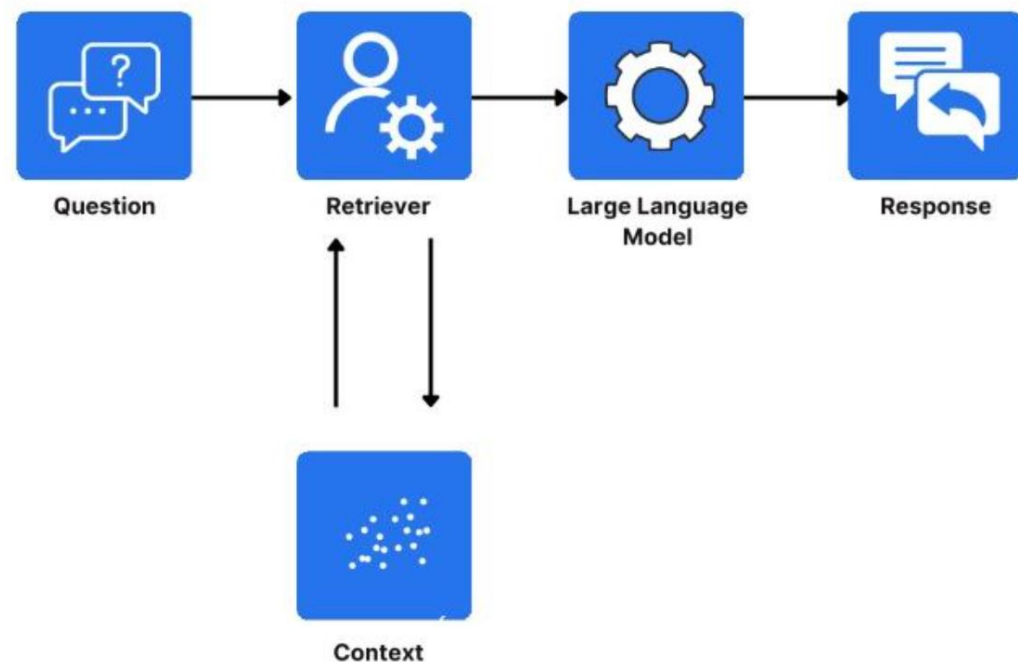 ?
Question
Retriever
Large Language
Model
Response
Context